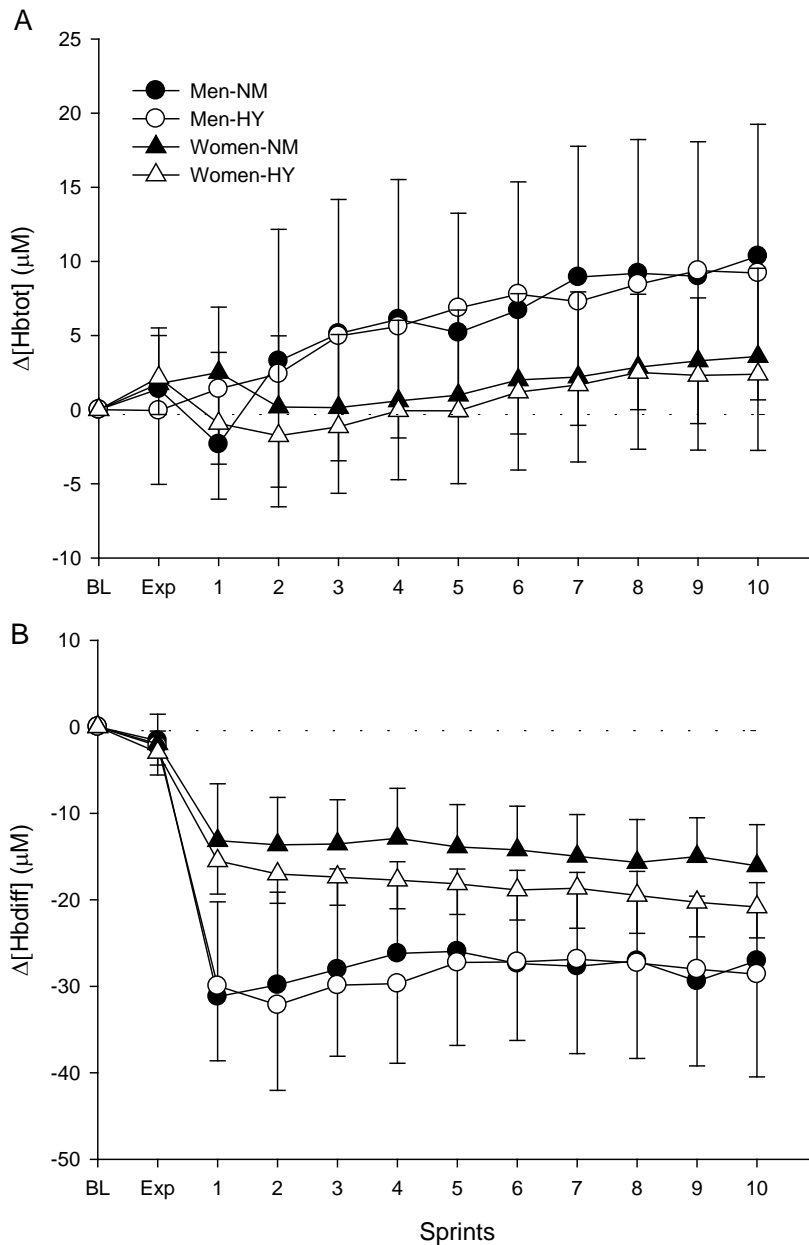 A
25
20
15
10
5
0
-5
-10
Δ[Hbtot] (μM)
Men-NM
Men-HY
Women-NM
Women-HY
BL Exp 1 2 3 4 5 6 7 8 9 10
B
10
0
-10
-20
-30
-40
-50
Δ[Hbdiff] (μM)
BL Exp 1 2 3 4 5 6 7 8 9 10
Sprints